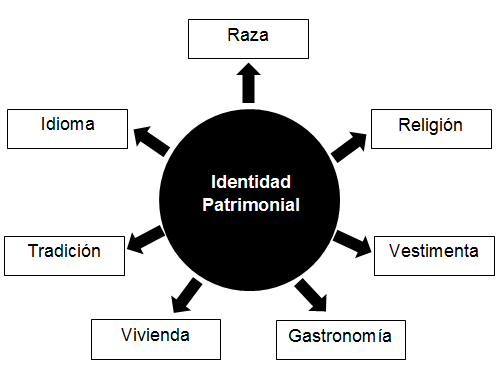 Raza
Idioma
Religión
Identidad
Patrimonial
Tradición
Vestimenta
Vivienda
Gastronomía